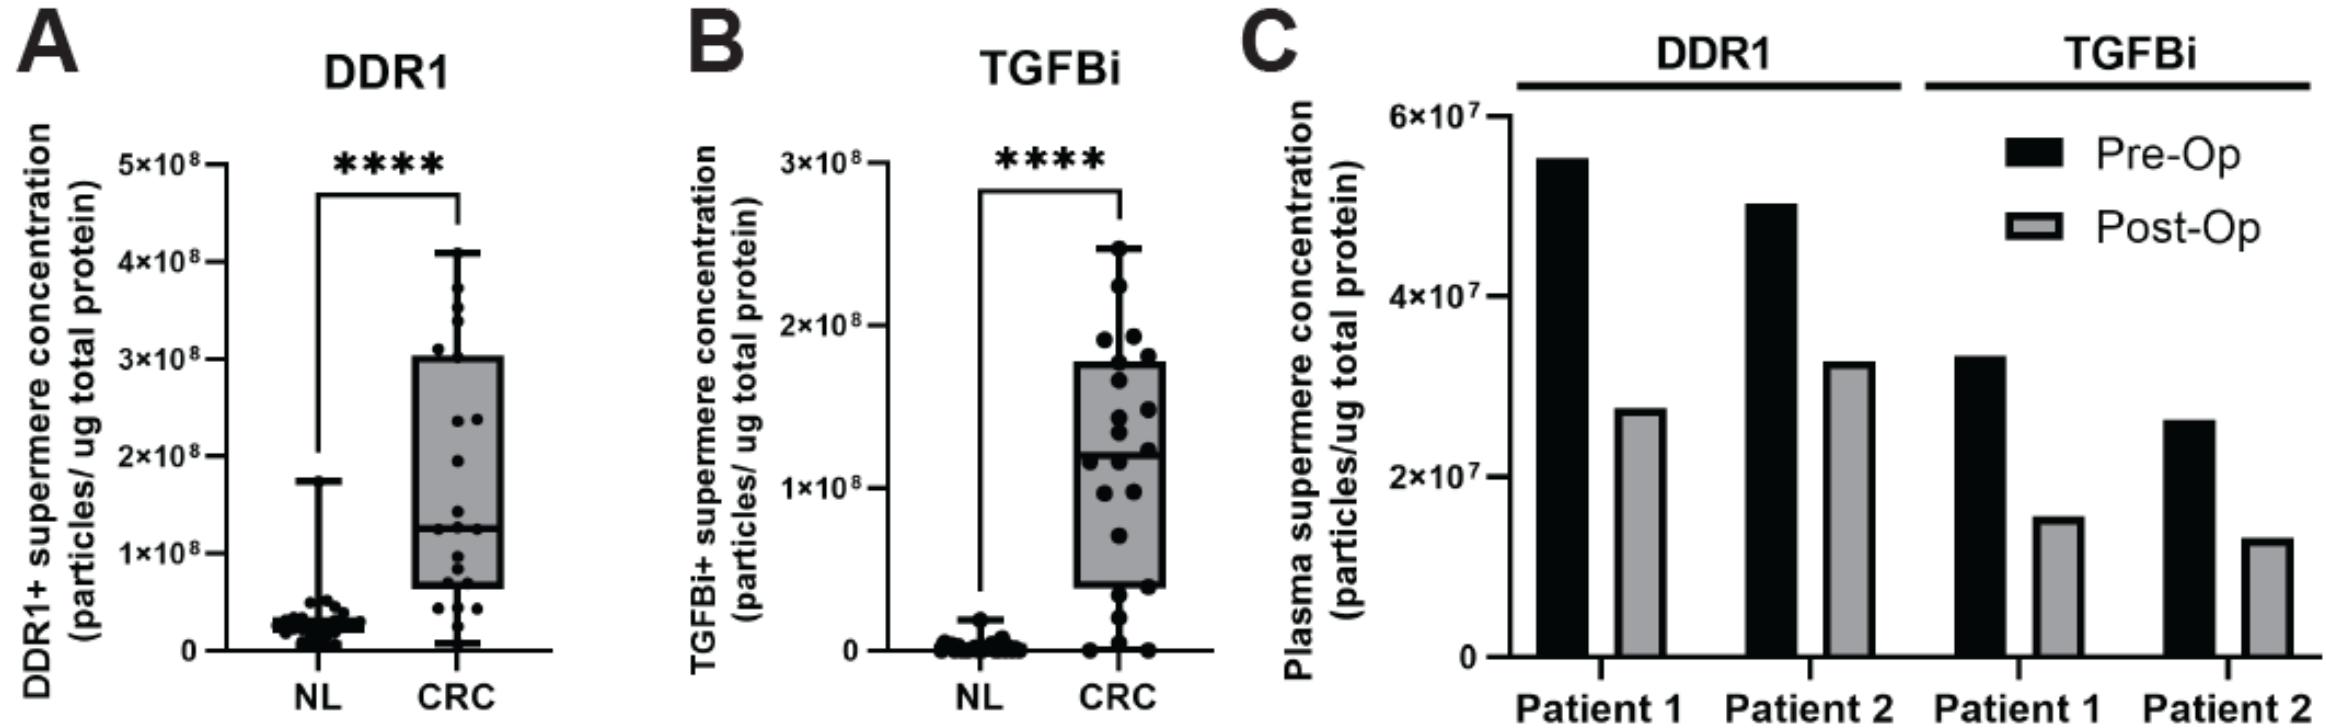 A
DDR1
DDR1+ supermere concentration
(particles/ ug total protein)
5×10⁸
4×10⁸
3×10⁸
2×10⁸
1×10⁸
0
****
NL
CRC
B
TGFBi
TGFBi+ supermere concentration
(particles/ ug total protein)
3×10⁸
2×10⁸
1×10⁸
0
****
NL
CRC
C
DDR1
TGFBi
Plasma supermere concentration
(particles/ug total protein)
6×10⁷
4×10⁷
2×10⁷
0
Pre-Op
Post-Op
Patient 1
Patient 2
Patient 1
Patient 2